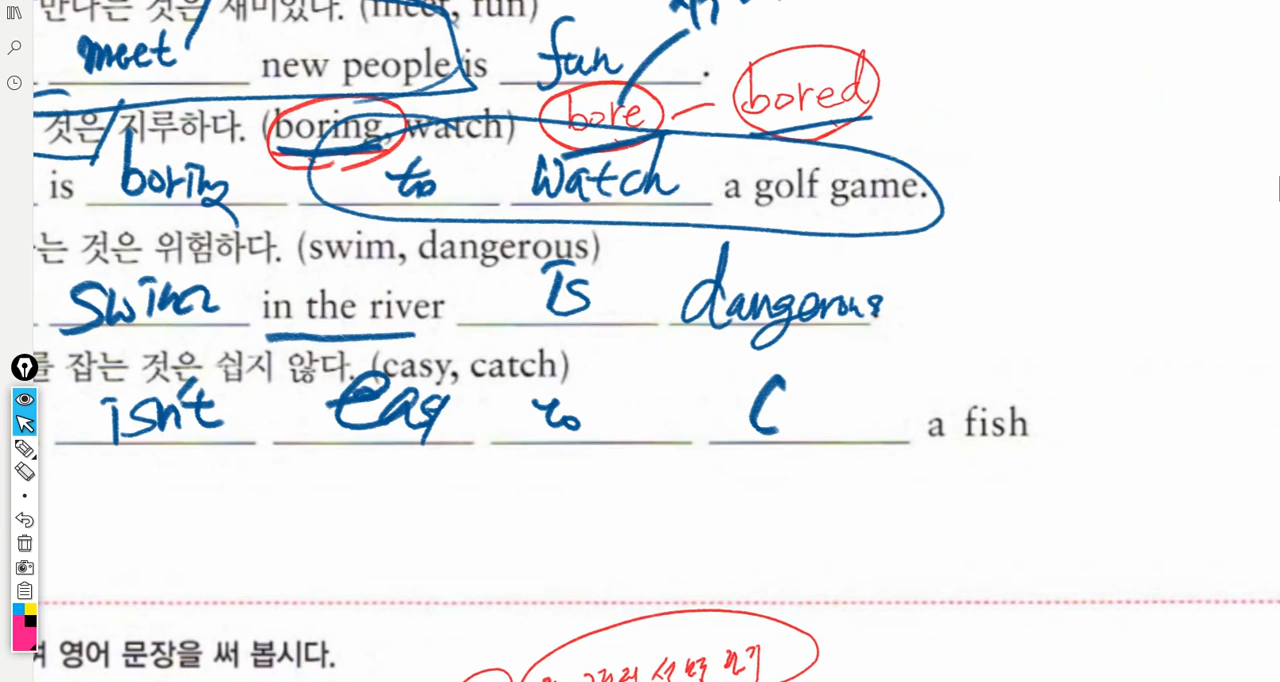 만나는 것은 재미있다. (meet, fun)
meet new people is fun.
것은 지루하다. (boring, watch) bore - bored
is boring to watch a golf game.
는 것은 위험하다. (swim, dangerous)
swim in the river is dangerous
를 잡는 것은 쉽지 않다. (easy, catch)
isn't easy to C a fish
여 영어 문장을 써 봅시다.